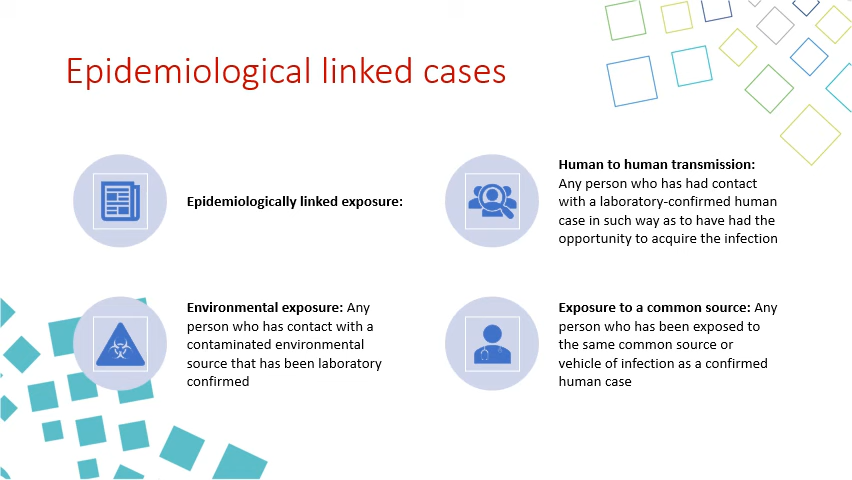 Epidemiological linked cases
Epidemiologically linked exposure:
Human to human transmission:
Any person who has had contact
with a laboratory-confirmed human
case in such way as to have had the
opportunity to acquire the infection
Environmental exposure: Any
person who has contact with a
contaminated environmental
source that has been laboratory
confirmed
Exposure to a common source: Any
person who has been exposed to
the same common source or
vehicle of infection as a confirmed
human case